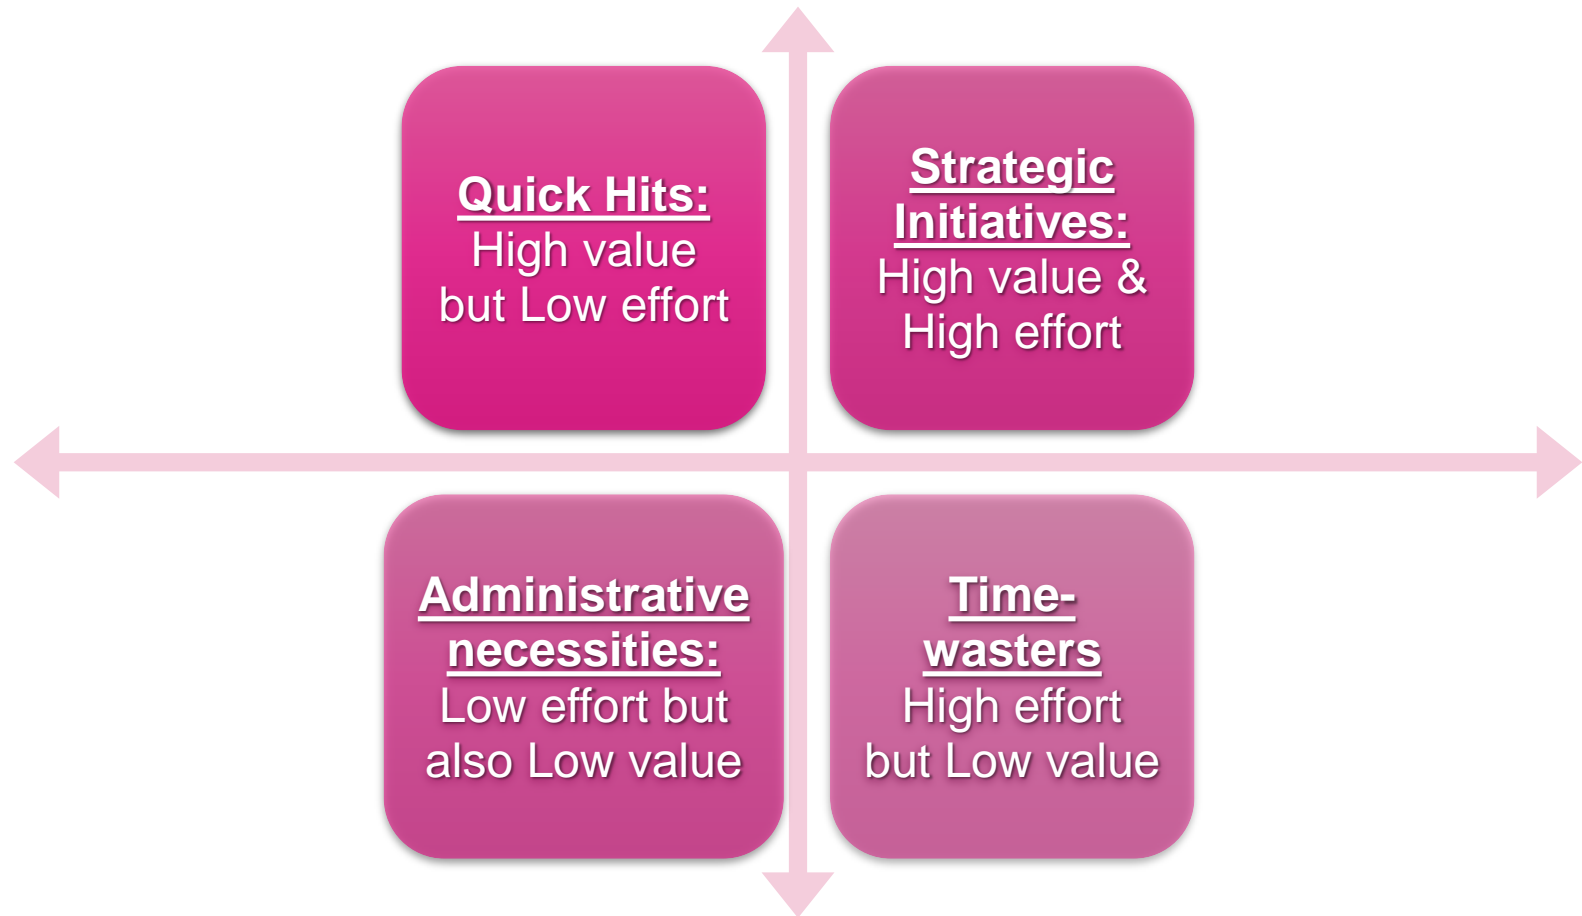 Quick Hits:
High value
but Low effort
Strategic
Initiatives:
High value &
High effort
Administrative
necessities:
Low effort but
also Low value
Time-
wasters
High effort
but Low value